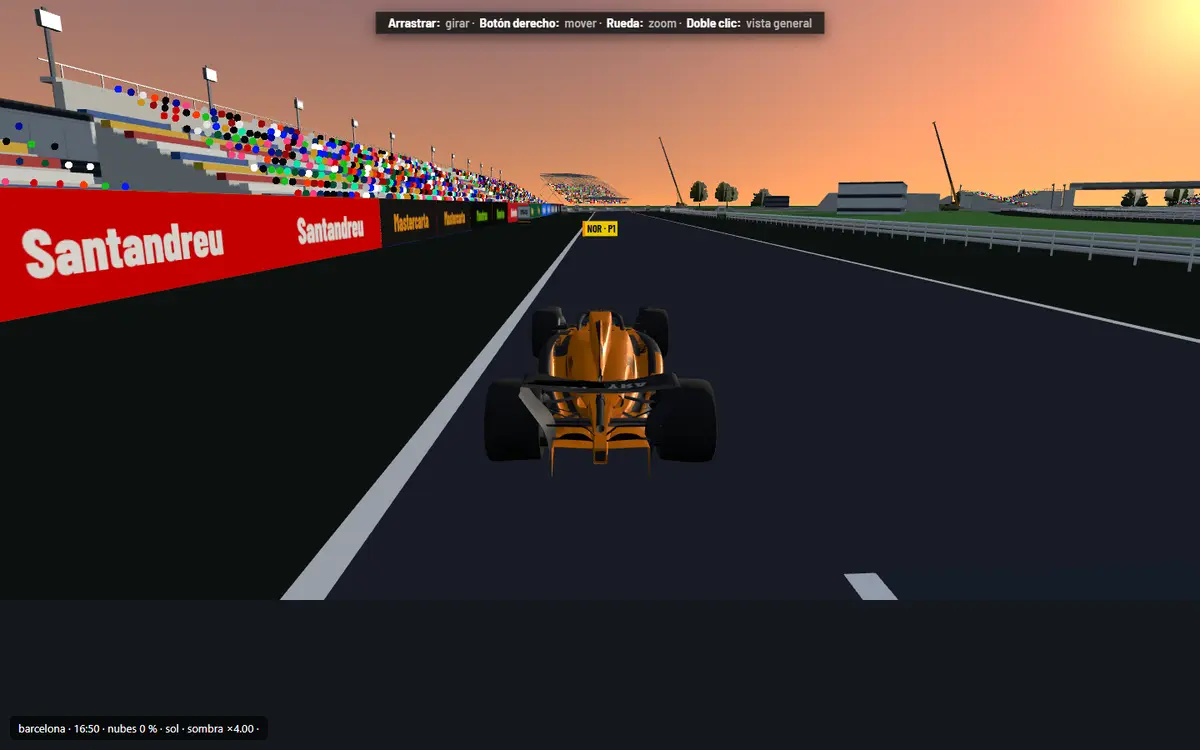 Arrastrar: girar · Botón derecho: mover · Rueda: zoom · Doble clic: vista general
Santandreu
Santandreu
Mastercarta
Mastercarta
NOR · P1
barcelona · 16:50 · nubes 0 % · sol · sombra ×4.00 ·